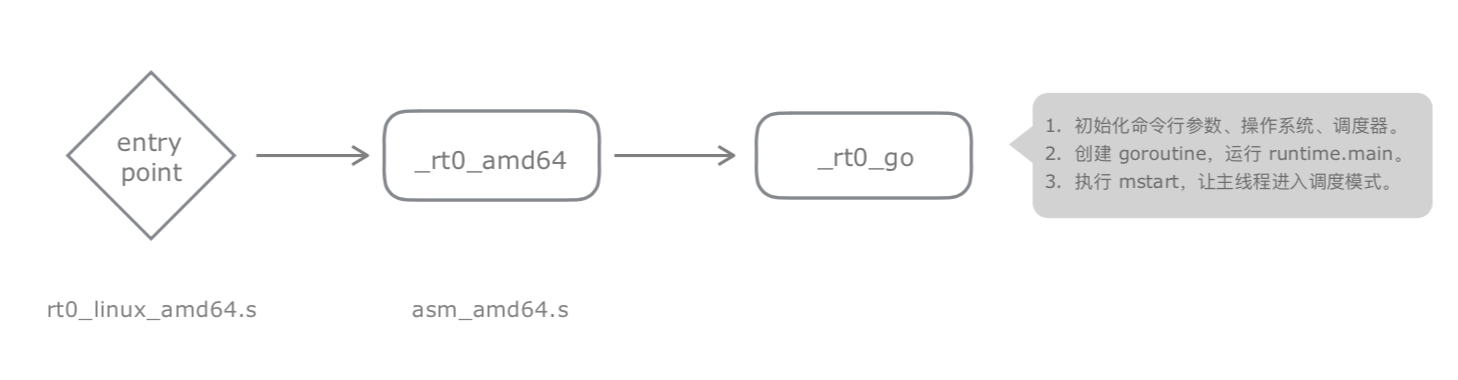 entry
point
_rt0_amd64
_rt0_go
1. 初始化命令行参数、操作系统、调度器。
2. 创建 goroutine，运行 runtime.main。
3. 执行 mstart，让主线程进入调度模式。
rt0_linux_amd64.s
asm_amd64.s